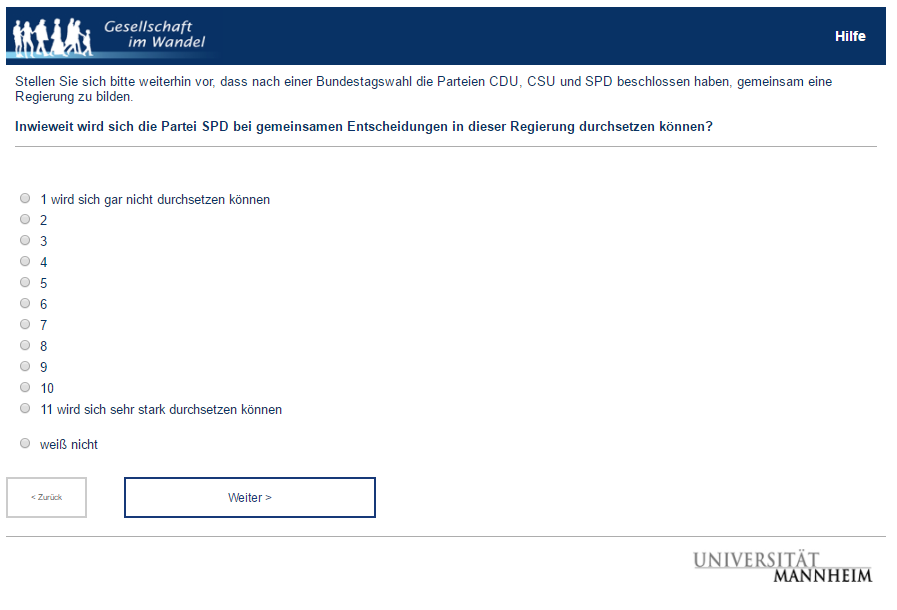 Gesellschaft
im Wandel
Hilfe
Stellen Sie sich bitte weiterhin vor, dass nach einer Bundestagswahl die Parteien CDU, CSU und SPD beschlossen haben, gemeinsam eine
Regierung zu bilden.
Inwieweit wird sich die Partei SPD bei gemeinsamen Entscheidungen in dieser Regierung durchsetzen können?
1 wird sich gar nicht durchsetzen können
2
3
4
5
6
7
8
9
10
11 wird sich sehr stark durchsetzen können
weiß nicht
< Zurück
Weiter >
UNIVERSITÄT
MANNHEIM